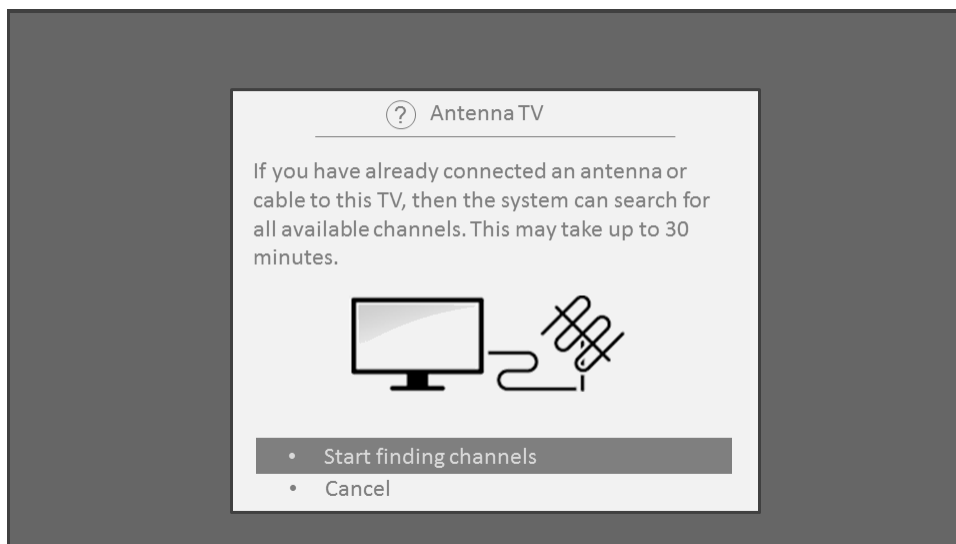 ? Antenna TV
If you have already connected an antenna or
cable to this TV, then the system can search for
all available channels. This may take up to 30
minutes.
• Start finding channels
• Cancel